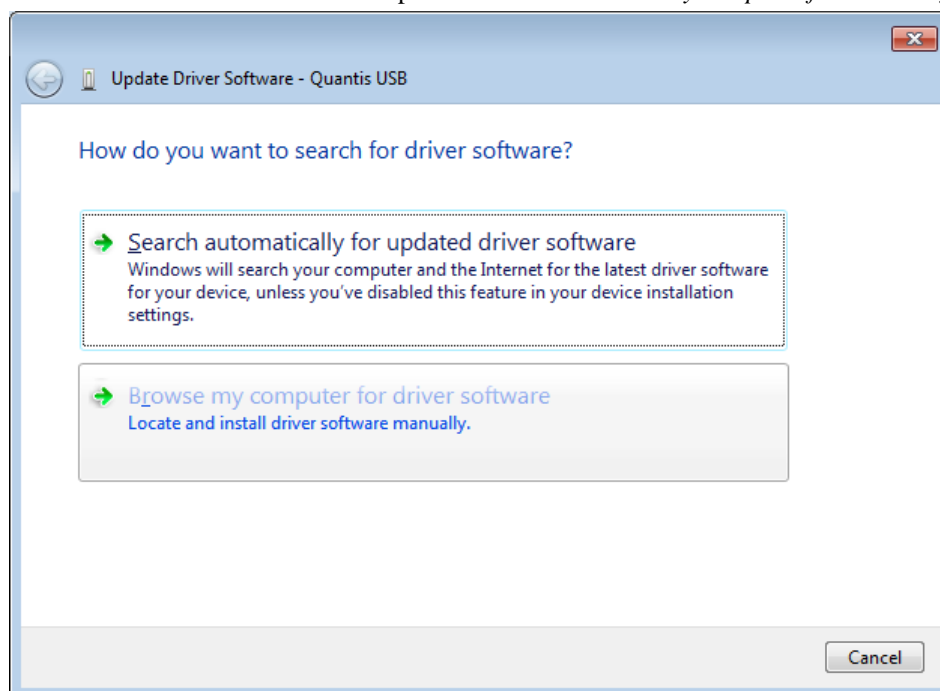 Update Driver Software - Quantis USB
How do you want to search for driver software?
Search automatically for updated driver software
Windows will search your computer and the Internet for the latest driver software
for your device, unless you've disabled this feature in your device installation
settings.
Browse my computer for driver software
Locate and install driver software manually.
Cancel